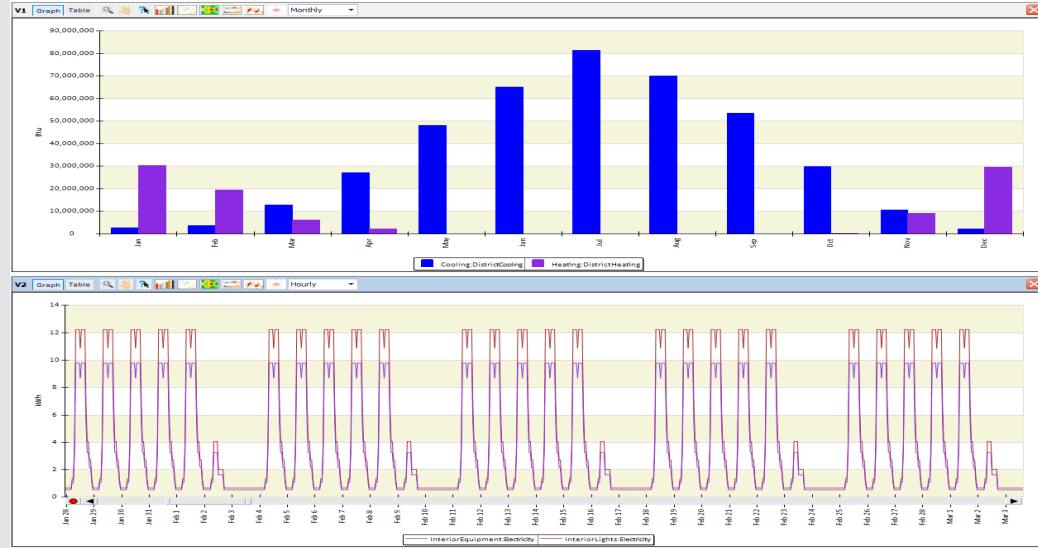 V1 Graph Table Monthly
90,000,000
80,000,000
70,000,000
60,000,000
50,000,000
40,000,000
30,000,000
20,000,000
10,000,000
0
Btu
Jan Feb Mar Apr May Jun Jul Aug Sep Oct Nov Dec
Cooling:DistrictCooling Heating:DistrictHeating
V2 Graph Table Hourly
14
12
10
8
6
4
2
0
kWh
Jan 28 Jan 29 Jan 30 Jan 31 Feb 1 Feb 2 Feb 3 Feb 4 Feb 5 Feb 6 Feb 7 Feb 8 Feb 9 Feb 10 Feb 11 Feb 12 Feb 13 Feb 14 Feb 15 Feb 16 Feb 17 Feb 18 Feb 19 Feb 20 Feb 21 Feb 22 Feb 23 Feb 24 Feb 25 Feb 26 Feb 27 Feb 28 Mar 1 Mar 2 Mar 3
InteriorEquipment:Electricity InteriorLights:Electricity